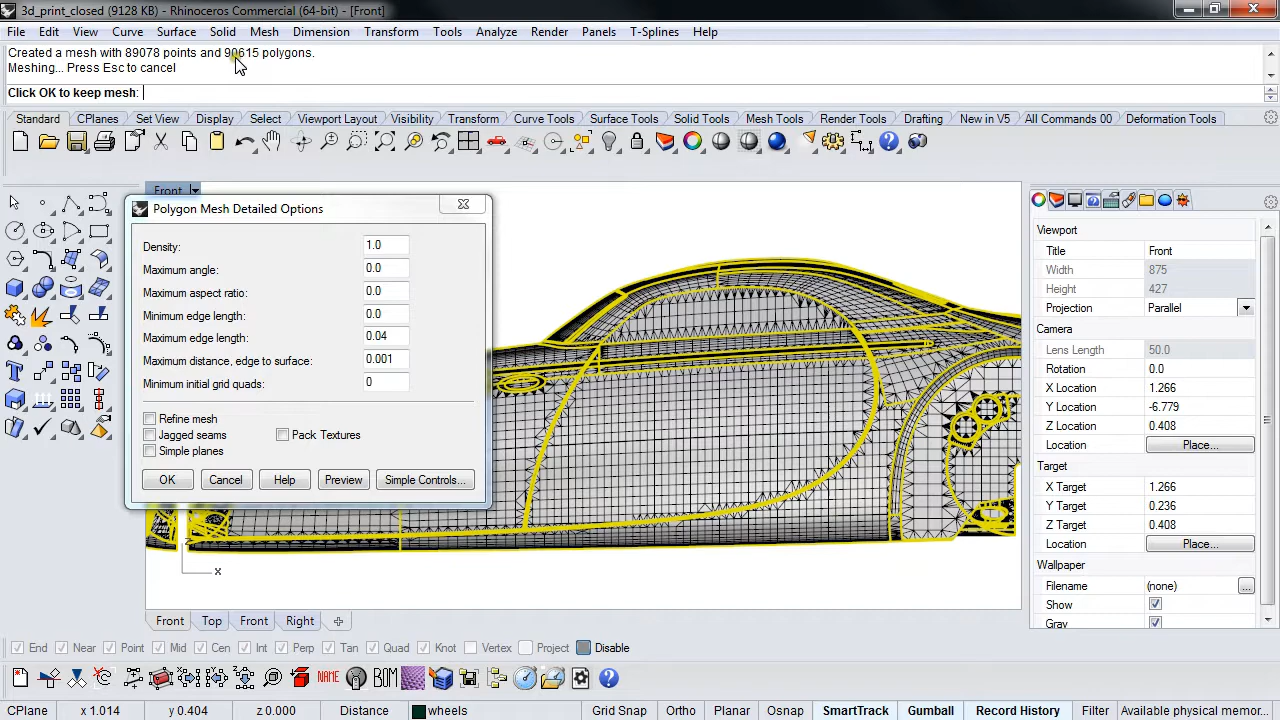 3d_print_closed (9128 KB) - Rhinoceros Commercial (64-bit) - [Front]
File Edit View Curve Surface Solid Mesh Dimension Transform Tools Analyze Render Panels T-Splines Help
Created a mesh with 89078 points and 90615 polygons.
Meshing... Press Esc to cancel
Click OK to keep mesh:
Standard CPlanes Set View Display Select Viewport Layout Visibility Transform Curve Tools Surface Tools Solid Tools Mesh Tools Render Tools Drafting New in V5 All Commands 00 Deformation Tools
Front
Polygon Mesh Detailed Options
Density: 1.0
Maximum angle: 0.0
Maximum aspect ratio: 0.0
Minimum edge length: 0.0
Maximum edge length: 0.04
Maximum distance, edge to surface: 0.001
Minimum initial grid quads: 0
Refine mesh
Jagged seams Pack Textures
Simple planes
OK Cancel Help Preview Simple Controls...
x
Viewport
Title Front
Width 875
Height 427
Projection Parallel
Camera
Lens Length 50.0
Rotation 0.0
X Location 1.266
Y Location -6.779
Z Location 0.408
Location Place...
Target
X Target 1.266
Y Target 0.236
Z Target 0.408
Location Place...
Wallpaper
Filename (none) ...
Show
Gray
Front Top Front Right
End Near Point Mid Cen Int Perp Tan Quad Knot Vertex Project Disable
NAME BOM
CPlane x 1.014 y 0.404 z 0.000 Distance wheels Grid Snap Ortho Planar Osnap SmartTrack Gumball Record History Filter Available physical memor...